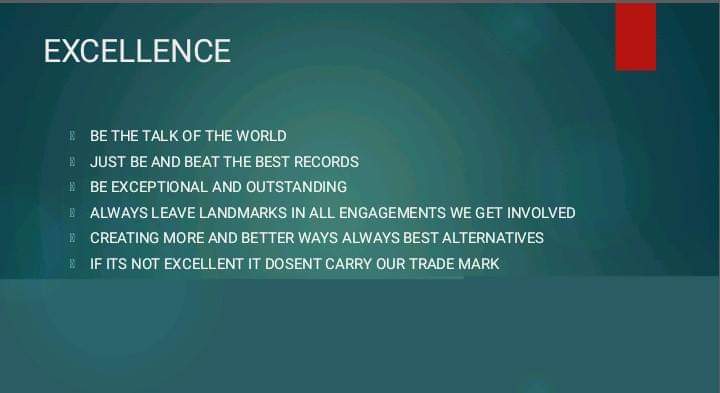 EXCELLENCE
BE THE TALK OF THE WORLD
JUST BE AND BEAT THE BEST RECORDS
BE EXCEPTIONAL AND OUTSTANDING
ALWAYS LEAVE LANDMARKS IN ALL ENGAGEMENTS WE GET INVOLVED
CREATING MORE AND BETTER WAYS ALWAYS BEST ALTERNATIVES
IF ITS NOT EXCELLENT IT DOSENT CARRY OUR TRADE MARK